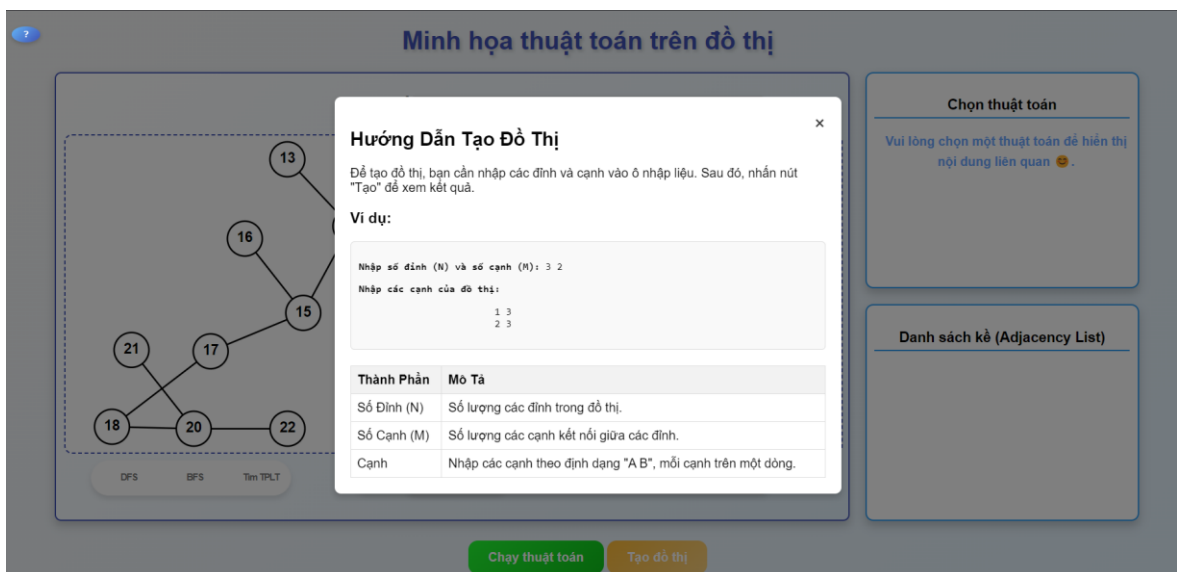 ?
Minh họa thuật toán trên đồ thị
Hướng Dẫn Tạo Đồ Thị
×
Để tạo đồ thị, bạn cần nhập các đỉnh và cạnh vào ô nhập liệu. Sau đó, nhấn nút
"Tạo" để xem kết quả.
Ví dụ:
Nhập số đỉnh (N) và số cạnh (M): 3 2
Nhập các cạnh của đồ thị:
1 3
2 3
Thành Phần Mô Tả
Số Đỉnh (N) Số lượng các đỉnh trong đồ thị.
Số Cạnh (M) Số lượng các cạnh kết nối giữa các đỉnh.
Cạnh Nhập các cạnh theo định dạng "A B", mỗi cạnh trên một dòng.
13
16
15
21
17
18
20
22
DFS BFS Tìm TPLT
Chọn thuật toán
Vui lòng chọn một thuật toán để hiển thị
nội dung liên quan 😊.
Danh sách kề (Adjacency List)
Chạy thuật toán
Tạo đồ thị